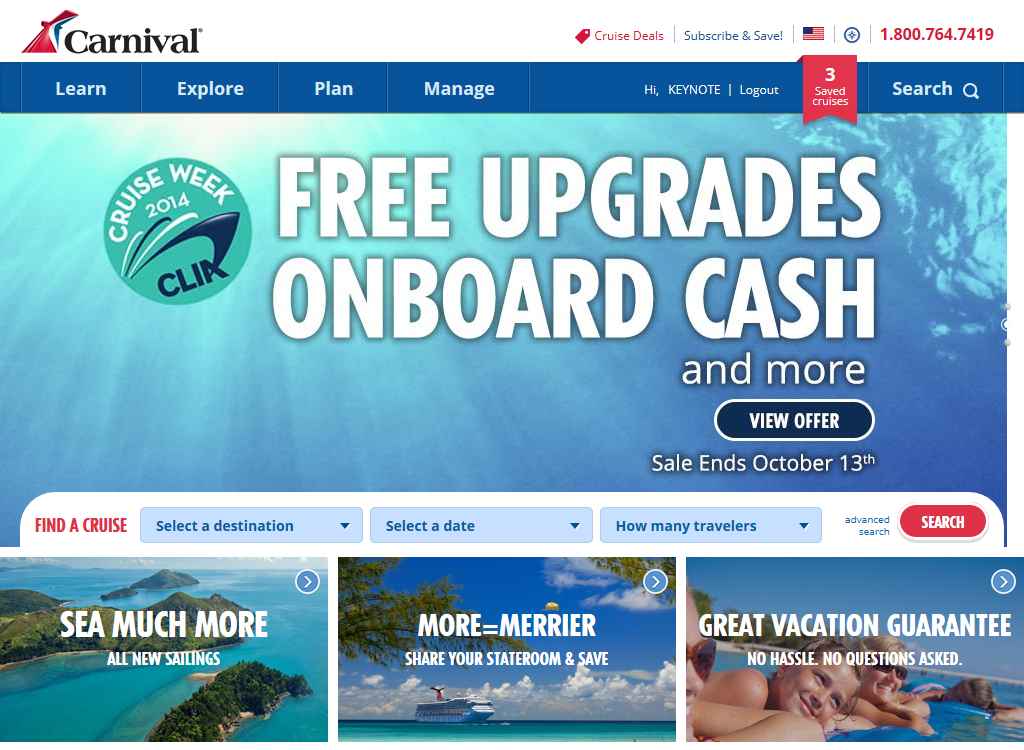 Carnival
Cruise Deals
Subscribe & Save!
1.800.764.7419
Learn
Explore
Plan
Manage
Hi, KEYNOTE | Logout
3
Saved
cruises
Search
CRUISE WEEK
2014
CLIA
FREE UPGRADES
ONBOARD CASH
and more
VIEW OFFER
Sale Ends October 13th
FIND A CRUISE
Select a destination
Select a date
How many travelers
advanced
search
SEARCH
SEA MUCH MORE
ALL NEW SAILINGS
MORE=MERRIER
SHARE YOUR STATEROOM & SAVE
GREAT VACATION GUARANTEE
NO HASSLE. NO QUESTIONS ASKED.